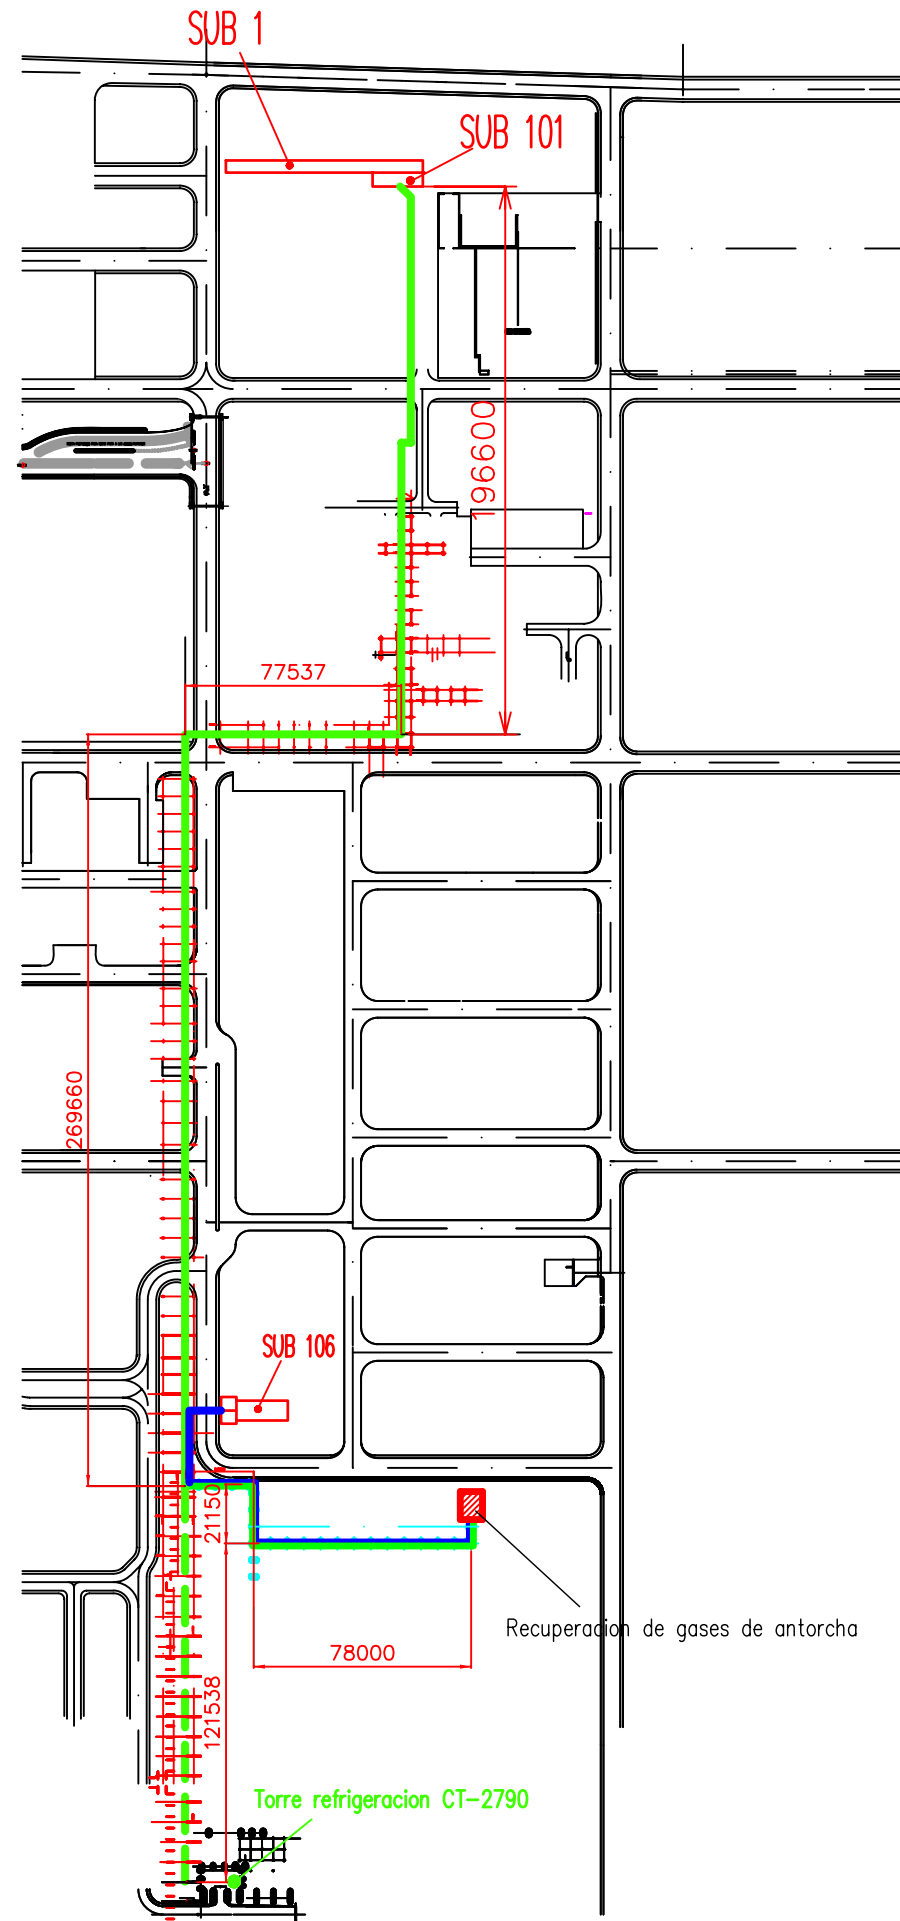 SUB 1
SUB 101
196600
77537
269660
SUB 106
21150
Recuperacion de gases de antorcha
78000
121538
Torre refrigeracion CT-2790